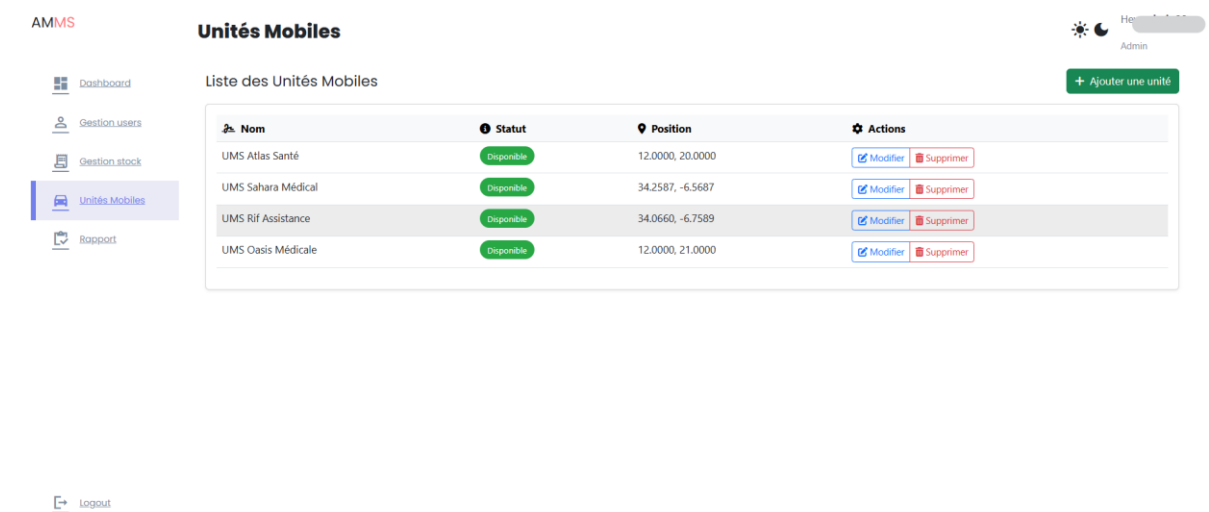 AMMS
Unités Mobiles
Admin
Dashboard
Gestion users
Gestion stock
Unités Mobiles
Rapport
Logout
Liste des Unités Mobiles
+ Ajouter une unité
Nom Statut Position Actions
UMS Atlas Santé Disponible 12.0000, 20.0000 Modifier Supprimer
UMS Sahara Médical Disponible 34.2587, -6.5687 Modifier Supprimer
UMS Rif Assistance Disponible 34.0660, -6.7589 Modifier Supprimer
UMS Oasis Médicale Disponible 12.0000, 21.0000 Modifier Supprimer